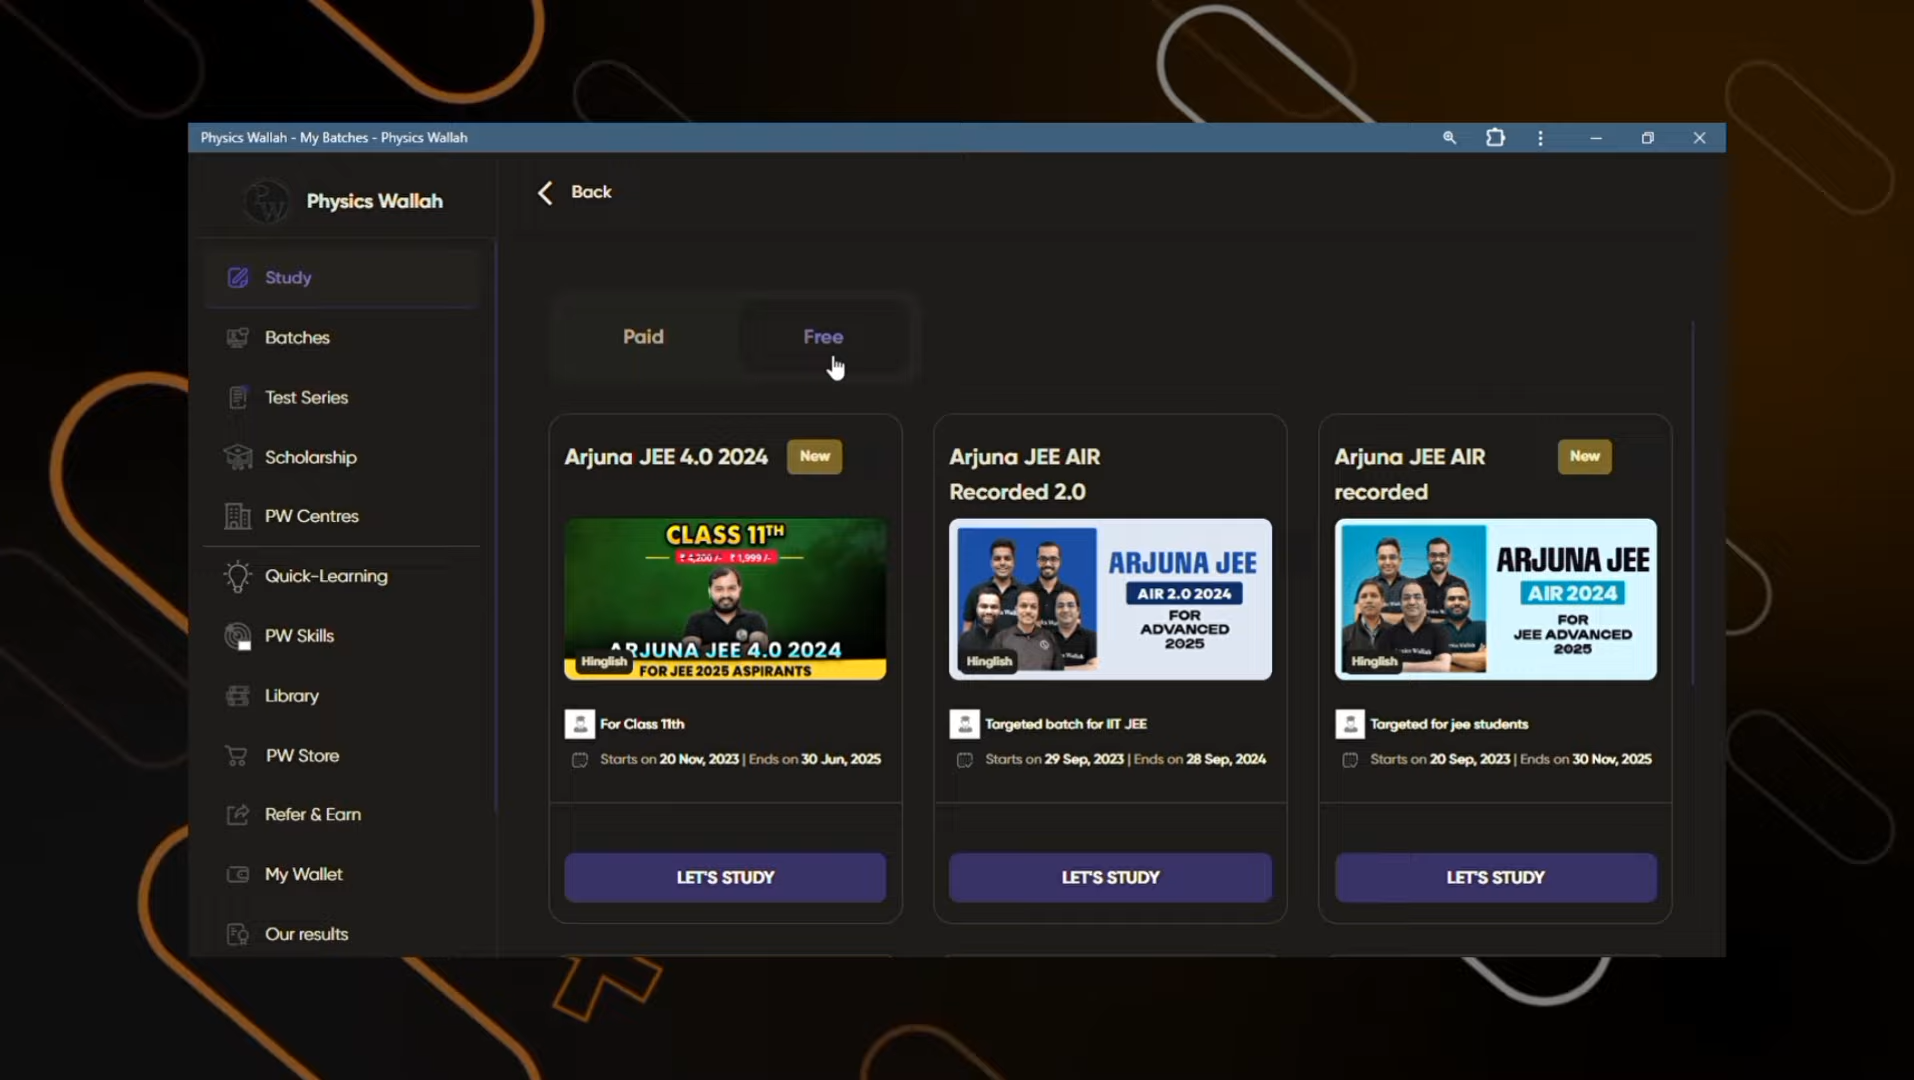 Physics Wallah - My Batches - Physics Wallah
PW
Physics Wallah
Back
Study
Batches
Test Series
Scholarship
PW Centres
Quick-Learning
PW Skills
Library
PW Store
Refer & Earn
My Wallet
Our results
Paid
Free
Arjuna JEE 4.0 2024
New
CLASS 11TH
₹ 4,200 /- ₹ 1,999 /-
ARJUNA JEE 4.0 2024
Hinglish
FOR JEE 2025 ASPIRANTS
For Class 11th
Starts on 20 Nov, 2023 | Ends on 30 Jun, 2025
LET'S STUDY
Arjuna JEE AIR
Recorded 2.0
ARJUNA JEE
AIR 2.0 2024
FOR
ADVANCED
2025
Hinglish
Targeted batch for IIT JEE
Starts on 29 Sep, 2023 | Ends on 28 Sep, 2024
LET'S STUDY
Arjuna JEE AIR
recorded
New
ARJUNA JEE
AIR 2024
FOR
JEE ADVANCED
2025
Hinglish
Targeted for jee students
Starts on 20 Sep, 2023 | Ends on 30 Nov, 2025
LET'S STUDY